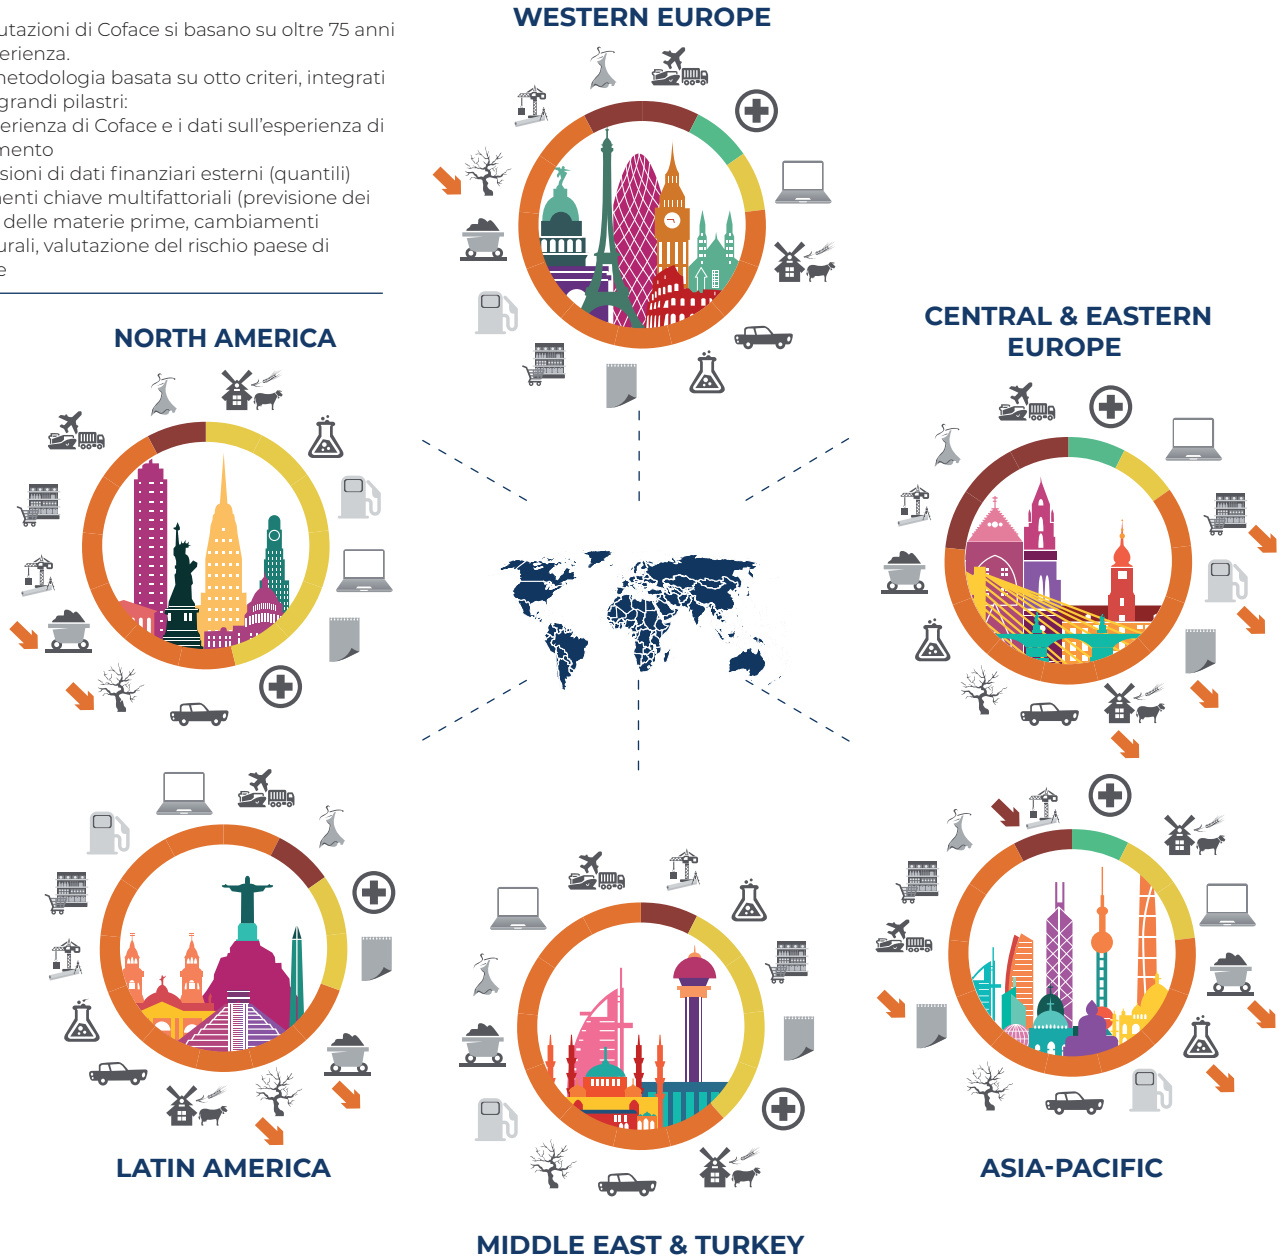 WESTERN EUROPE
utazioni di Coface si basano su oltre 75 anni
erienza.
netodologia basata su otto criteri, integrati
grandi pilastri:
erienza di Coface e i dati sull'esperienza di
mento
sioni di dati finanziari esterni (quantili)
nenti chiave multifattoriali (previsione dei
delle materie prime, cambiamenti
urali, valutazione del rischio paese di
e
NORTH AMERICA
CENTRAL & EASTERN
EUROPE
LATIN AMERICA
ASIA-PACIFIC
MIDDLE EAST & TURKEY